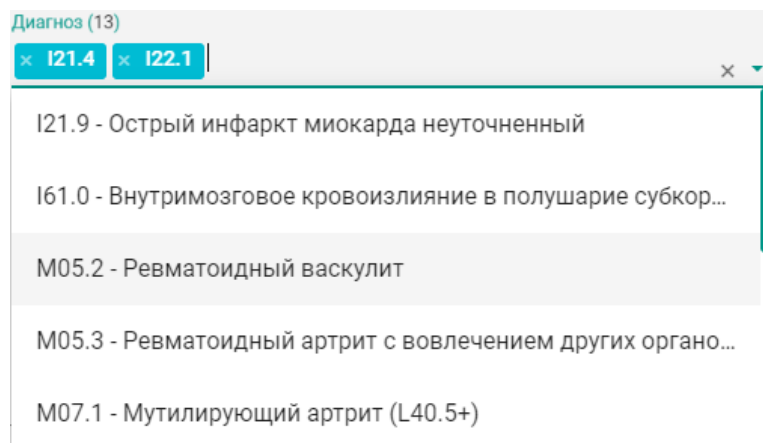 Диагноз (13)
× I21.4 × I22.1 ×
I21.9 - Острый инфаркт миокарда неуточненный
I61.0 - Внутримозговое кровоизлияние в полушарие субкор...
M05.2 - Ревматоидный васкулит
M05.3 - Ревматоидный артрит с вовлечением других органо...
M07.1 - Мутилирующий артрит (L40.5+)